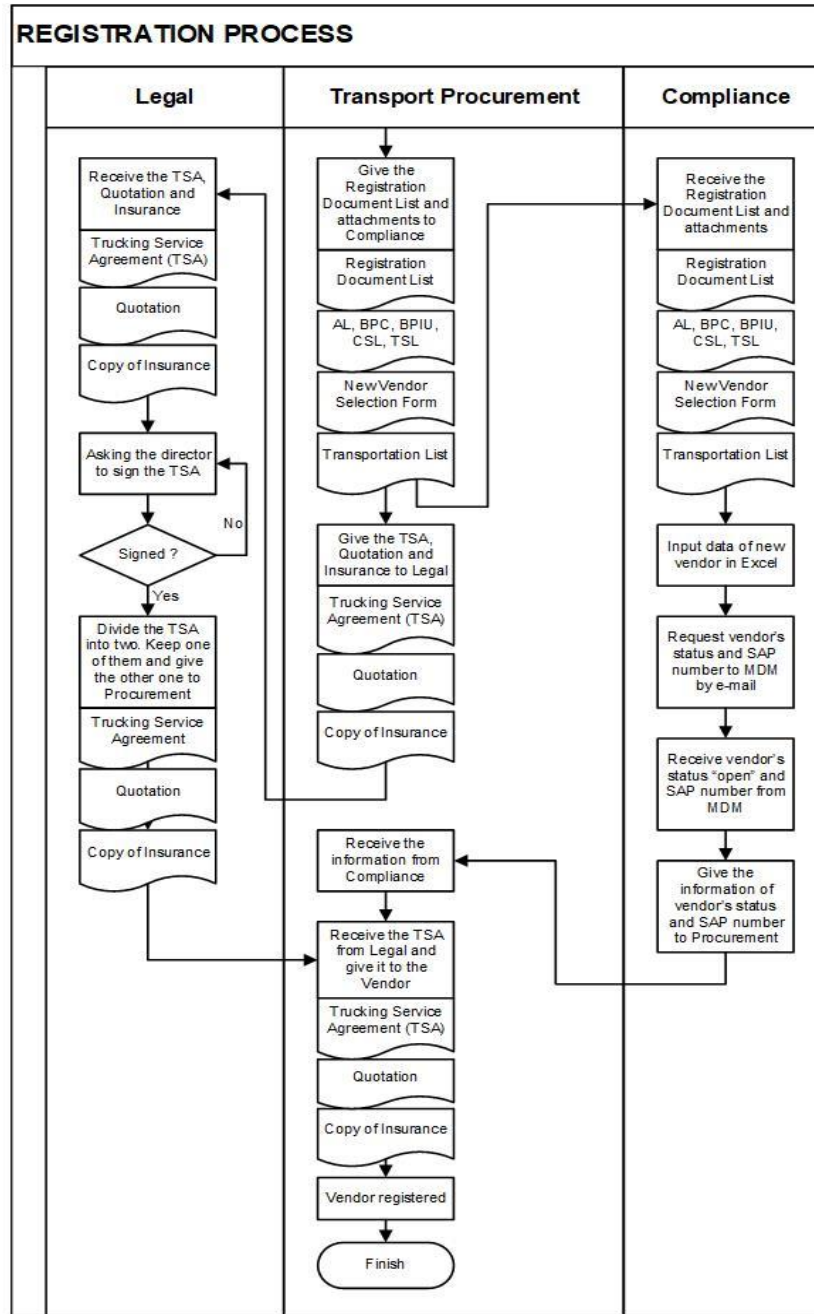 REGISTRATION PROCESS
Legal
Transport Procurement
Compliance
Receive the TSA,
Quotation and
Insurance
Trucking Service
Agreement (TSA)
Quotation
Copy of Insurance
Asking the director
to sign the TSA
No
Signed ?
Yes
Divide the TSA
into two. Keep one
of them and give
the other one to
Procurement
Trucking Service
Agreement
Quotation
Copy of Insurance
Give the
Registration
Document List and
attachments to
Compliance
Registration
Document List
AL, BPC, BPIU,
CSL, TSL
New Vendor
Selection Form
Transportation List
Give the TSA,
Quotation and
Insurance to Legal
Trucking Service
Agreement (TSA)
Quotation
Copy of Insurance
Receive the
information from
Compliance
Receive the TSA
from Legal and
give it to the
Vendor
Trucking Service
Agreement (TSA)
Quotation
Copy of Insurance
Vendor registered
Finish
Receive the
Registration
Document List and
attachments
Registration
Document List
AL, BPC, BPIU,
CSL, TSL
New Vendor
Selection Form
Transportation List
Input data of new
vendor in Excel
Request vendor's
status and SAP
number to MDM
by e-mail
Receive vendor's
status "open" and
SAP number from
MDM
Give the
information of
vendor's status
and SAP number
to Procurement